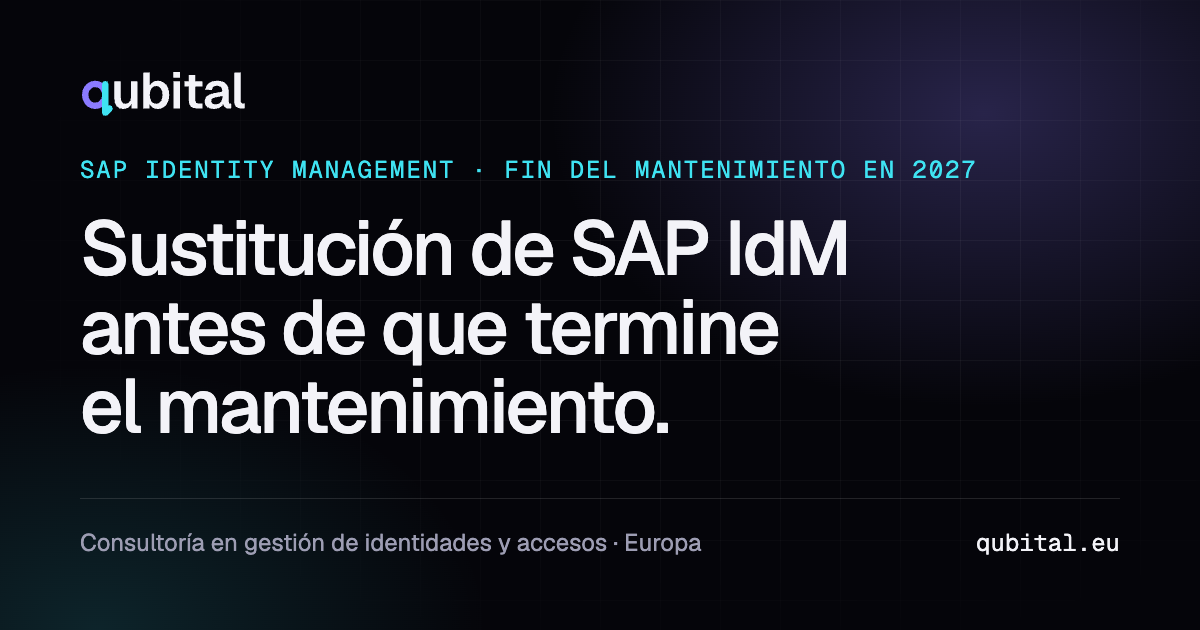 qubital
SAP IDENTITY MANAGEMENT · FIN DEL MANTENIMIENTO EN 2027
Sustitución de SAP IdM
antes de que termine
el mantenimiento.
Consultoría en gestión de identidades y accesos · Europa
qubital.eu